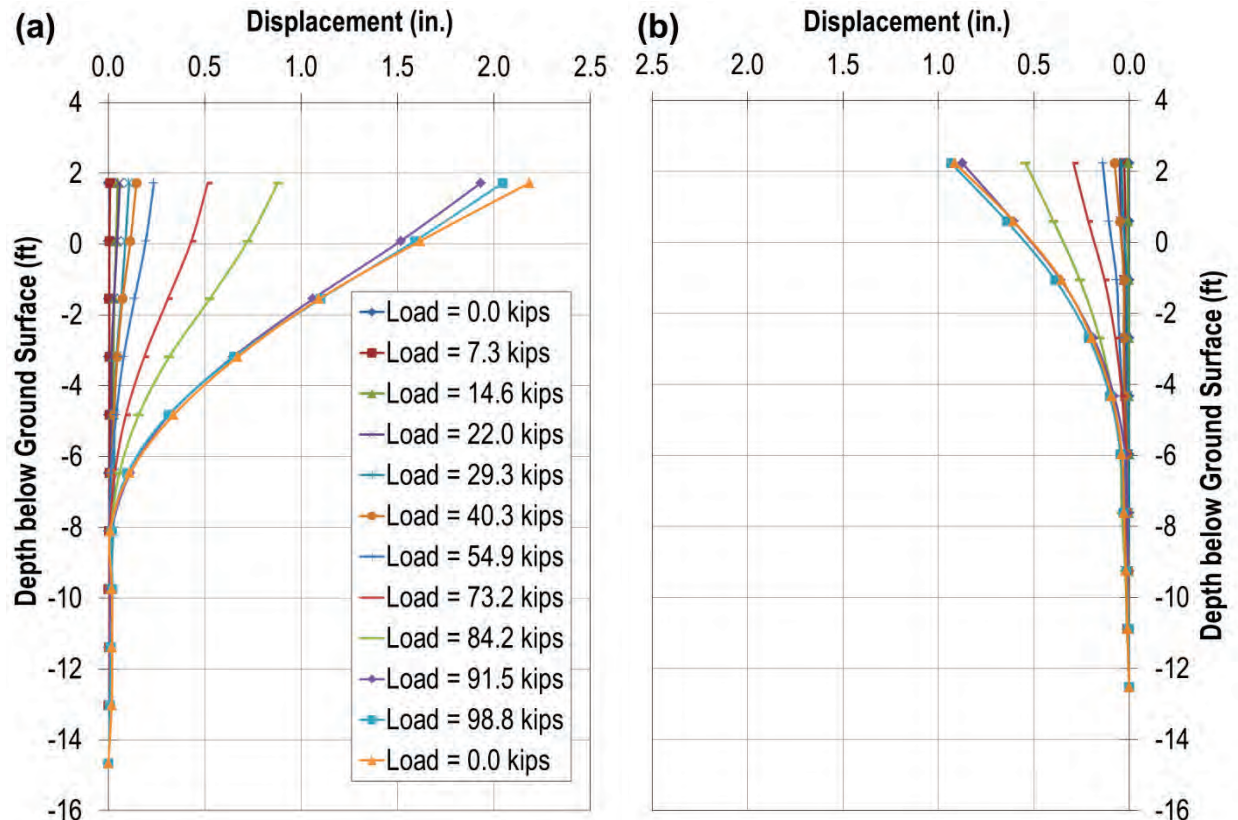 (a)
Displacement (in.)
0.0 0.5 1.0 1.5 2.0 2.5
4
2
0
-2
-4
-6
-8
-10
-12
-14
-16
Depth below Ground Surface (ft)
Load = 0.0 kips
Load = 7.3 kips
Load = 14.6 kips
Load = 22.0 kips
Load = 29.3 kips
Load = 40.3 kips
Load = 54.9 kips
Load = 73.2 kips
Load = 84.2 kips
Load = 91.5 kips
Load = 98.8 kips
Load = 0.0 kips
(b)
Displacement (in.)
2.5 2.0 1.5 1.0 0.5 0.0
4
2
0
-2
-4
-6
-8
-10
-12
-14
-16
Depth below Ground Surface (ft)